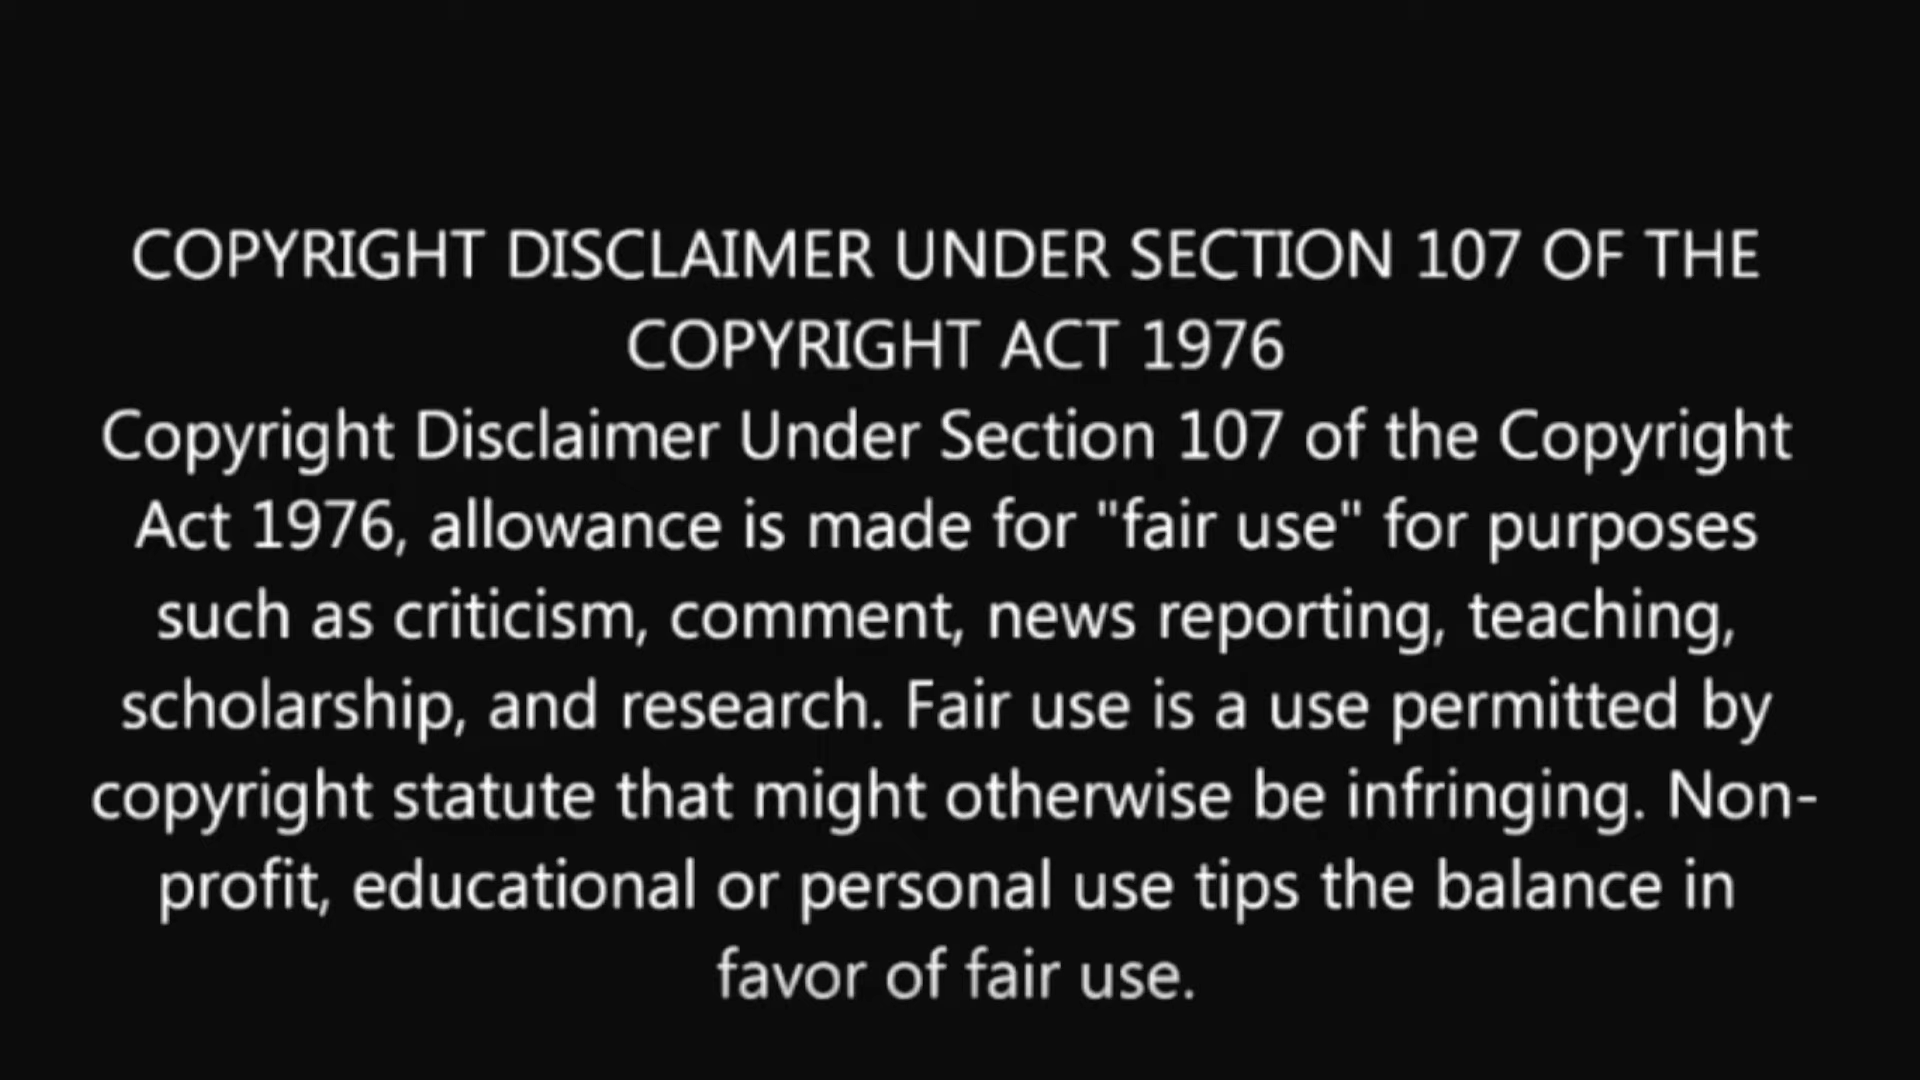 COPYRIGHT DISCLAIMER UNDER SECTION 107 OF THE
COPYRIGHT ACT 1976
Copyright Disclaimer Under Section 107 of the Copyright
Act 1976, allowance is made for "fair use" for purposes
such as criticism, comment, news reporting, teaching,
scholarship, and research. Fair use is a use permitted by
copyright statute that might otherwise be infringing. Non-
profit, educational or personal use tips the balance in
favor of fair use.